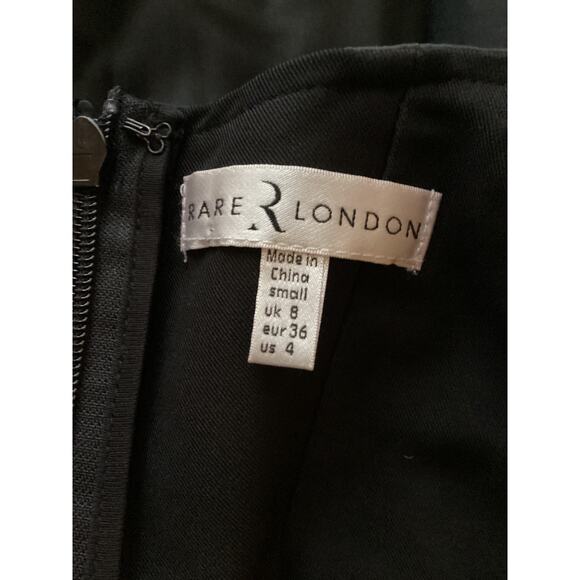 RARE R LONDON
Made in
China
small
uk 8
eur 36
us 4